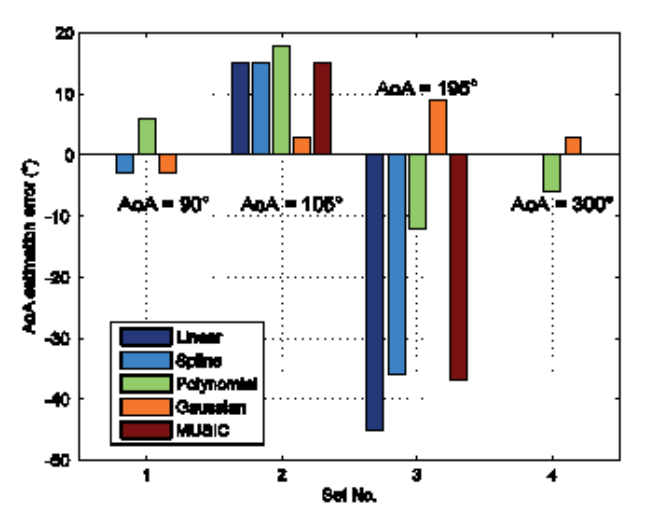 20
10
0
-10
-20
-30
-40
-50
AoA estimation error (°)
AoA = 195°
AoA = 90°
AoA = 105°
AoA = 300°
Linear
Spline
Polynomial
Gaussian
MUSIC
1
2
3
4
Set No.